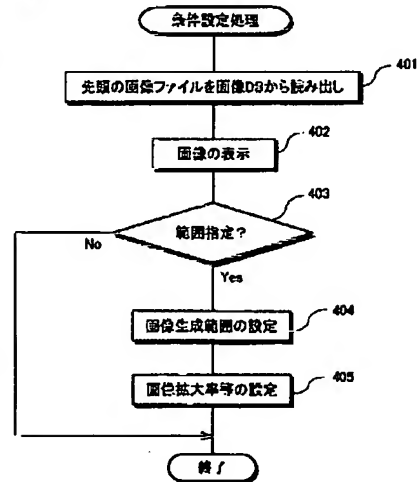 条件設定処理
先頭の画像ファイルを画像DBから読み出し
401
画像の表示
402
範囲指定？
403
No
Yes
画像生成範囲の設定
404
画像拡大率等の設定
405
終了